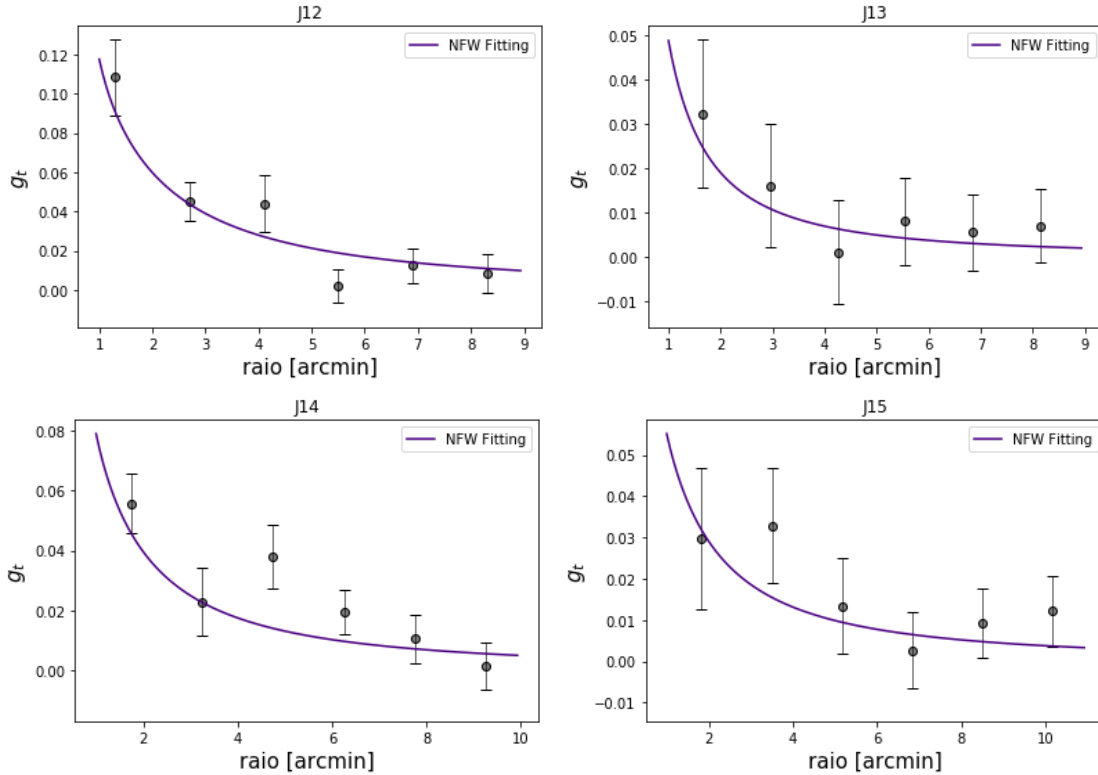 J12
NFW Fitting
g_t
0.12
0.10
0.08
0.06
0.04
0.02
0.00
1 2 3 4 5 6 7 8 9
raio [arcmin]
J13
NFW Fitting
g_t
0.05
0.04
0.03
0.02
0.01
0.00
−0.01
1 2 3 4 5 6 7 8 9
raio [arcmin]
J14
NFW Fitting
g_t
0.08
0.06
0.04
0.02
0.00
2 4 6 8 10
raio [arcmin]
J15
NFW Fitting
g_t
0.05
0.04
0.03
0.02
0.01
0.00
−0.01
2 4 6 8 10
raio [arcmin]